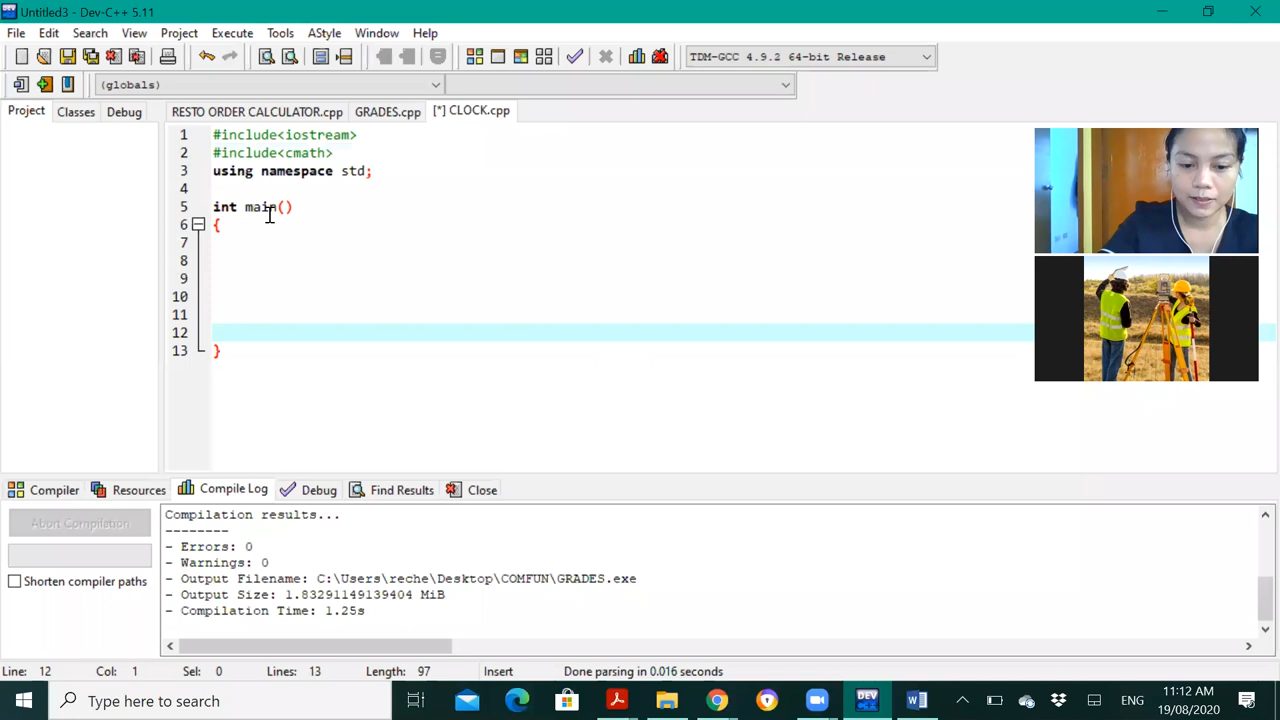 Untitled3 - Dev-C++ 5.11
File Edit Search View Project Execute Tools AStyle Window Help
TDM-GCC 4.9.2 64-bit Release
(globals)
Project Classes Debug
RESTO ORDER CALCULATOR.cpp GRADES.cpp [*] CLOCK.cpp
1 #include<iostream>
2 #include<cmath>
3 using namespace std;
4
5 int main()
6 {
7
8
9
10
11
12
13 }
Compiler Resources Compile Log Debug Find Results Close
Abort Compilation
Shorten compiler paths
Compilation results...
--------
- Errors: 0
- Warnings: 0
- Output Filename: C:\Users\reche\Desktop\COMFUN\GRADES.exe
- Output Size: 1.83291149139404 MiB
- Compilation Time: 1.25s
Line: 12 Col: 1 Sel: 0 Lines: 13 Length: 97 Insert Done parsing in 0.016 seconds
Type here to search
DEV C++
W
ENG
11:12 AM
19/08/2020